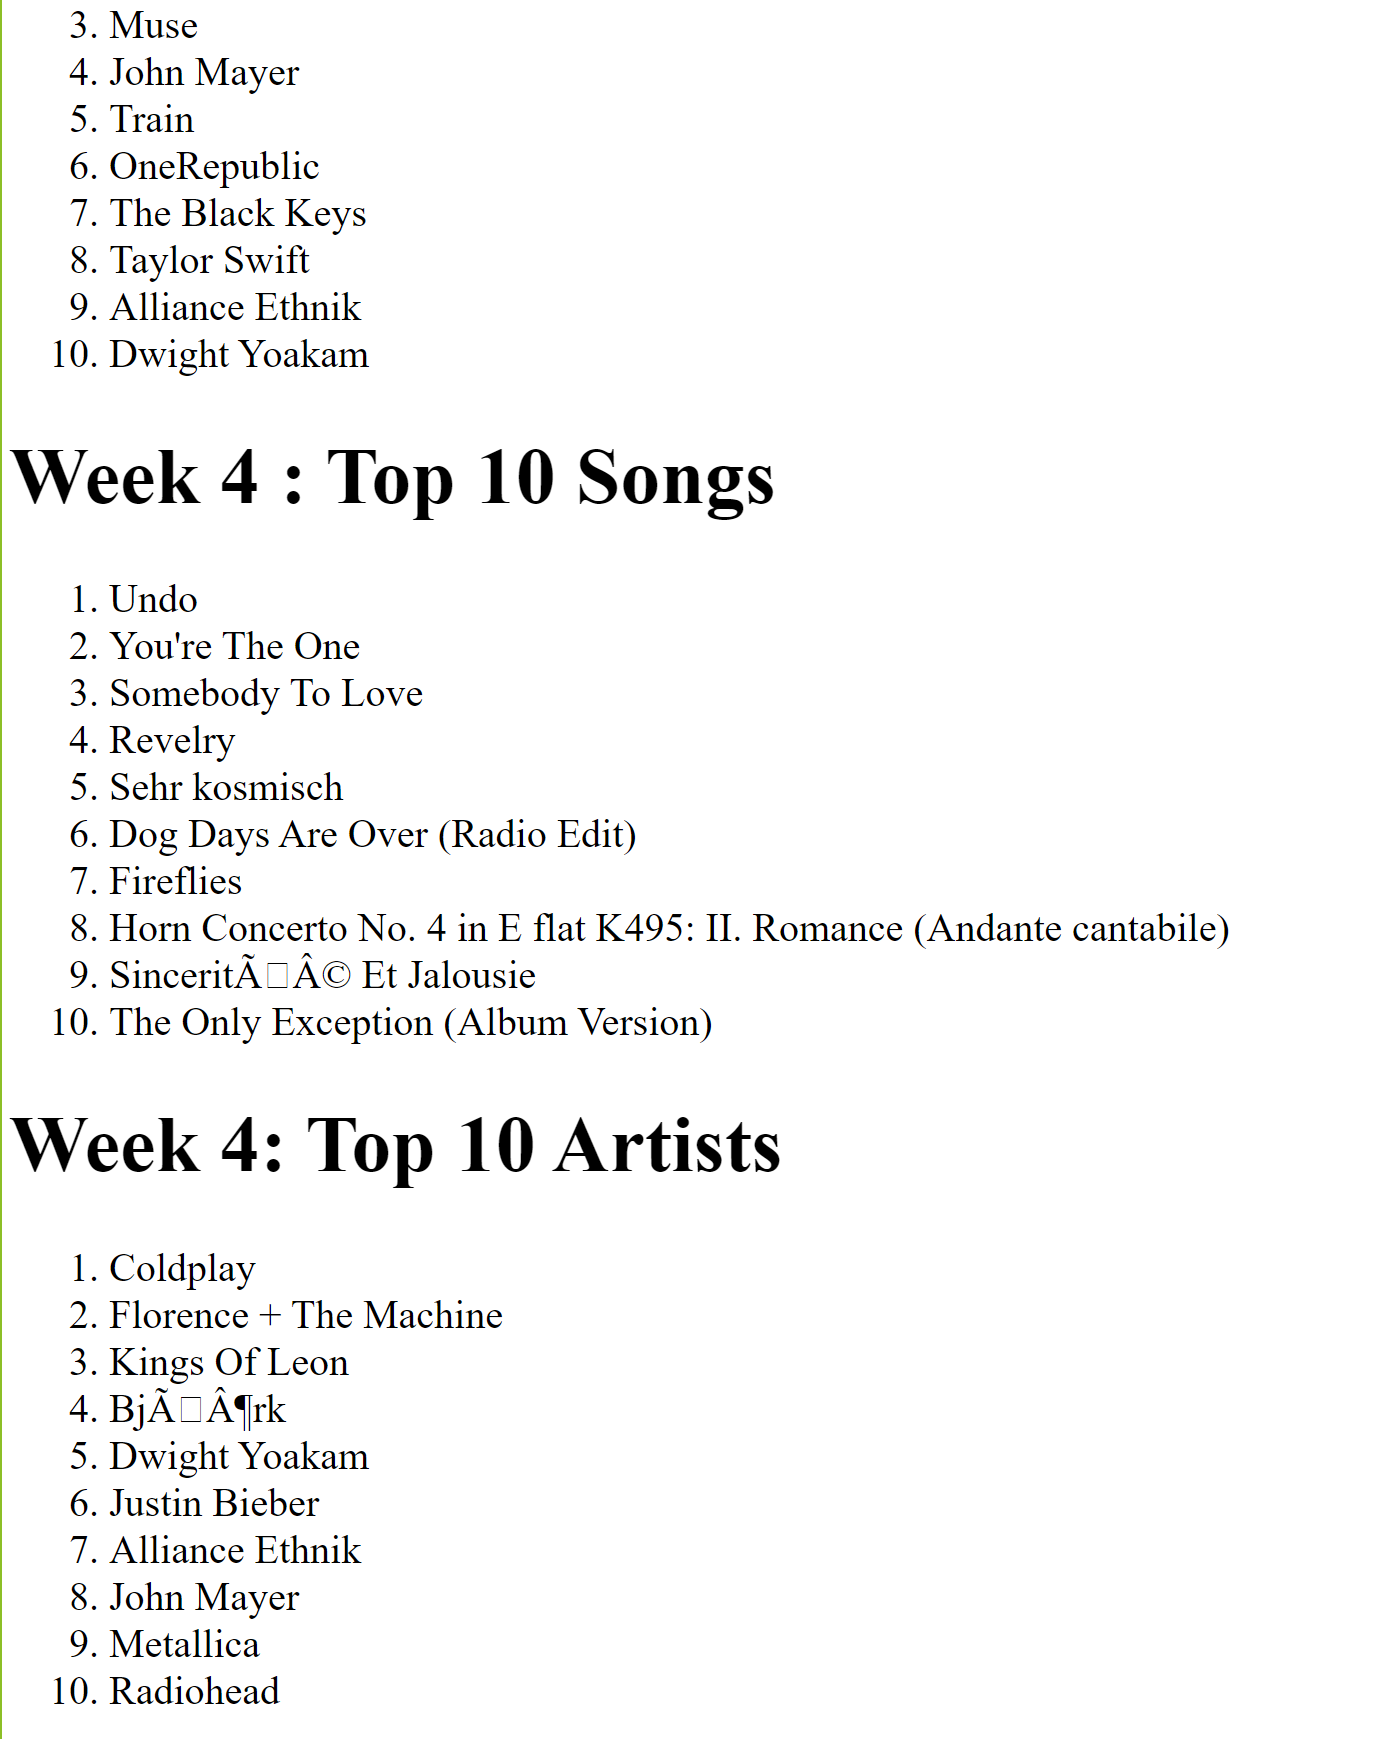 3. Muse
4. John Mayer
5. Train
6. OneRepublic
7. The Black Keys
8. Taylor Swift
9. Alliance Ethnik
10. Dwight Yoakam
Week 4 : Top 10 Songs
1. Undo
2. You're The One
3. Somebody To Love
4. Revelry
5. Sehr kosmisch
6. Dog Days Are Over (Radio Edit)
7. Fireflies
8. Horn Concerto No. 4 in E flat K495: II. Romance (Andante cantabile)
9. SinceritÃ□Â© Et Jalousie
10. The Only Exception (Album Version)
Week 4: Top 10 Artists
1. Coldplay
2. Florence + The Machine
3. Kings Of Leon
4. BjÃ□Â¶rk
5. Dwight Yoakam
6. Justin Bieber
7. Alliance Ethnik
8. John Mayer
9. Metallica
10. Radiohead